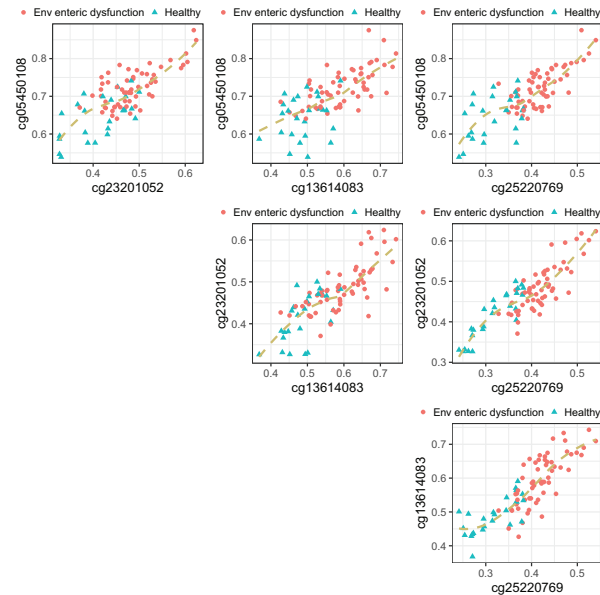 Env enteric dysfunction Healthy Env enteric dysfunction Healthy Env enteric dysfunction Healthy
cg05450108 0.8 0.7 0.6 0.4 0.5 0.6 cg23201052
cg05450108 0.8 0.7 0.6 0.4 0.5 0.6 0.7 cg13614083
cg05450108 0.8 0.7 0.6 0.3 0.4 0.5 cg25220769
Env enteric dysfunction Healthy Env enteric dysfunction Healthy
cg23201052 0.6 0.5 0.4 0.4 0.5 0.6 0.7 cg13614083
cg23201052 0.6 0.5 0.4 0.3 0.3 0.4 0.5 cg25220769
Env enteric dysfunction Healthy
cg13614083 0.7 0.6 0.5 0.4 0.3 0.4 0.5 cg25220769